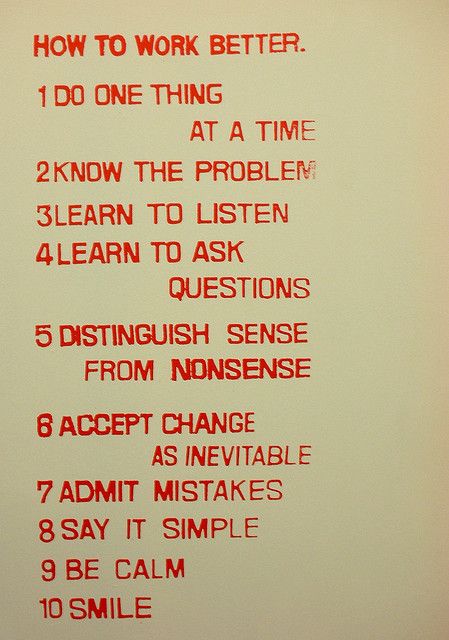 HOW TO WORK BETTER.
1 DO ONE THING
AT A TIME
2 KNOW THE PROBLEM
3 LEARN TO LISTEN
4 LEARN TO ASK
QUESTIONS
5 DISTINGUISH SENSE
FROM NONSENSE
6 ACCEPT CHANGE
AS INEVITABLE
7 ADMIT MISTAKES
8 SAY IT SIMPLE
9 BE CALM
10 SMILE